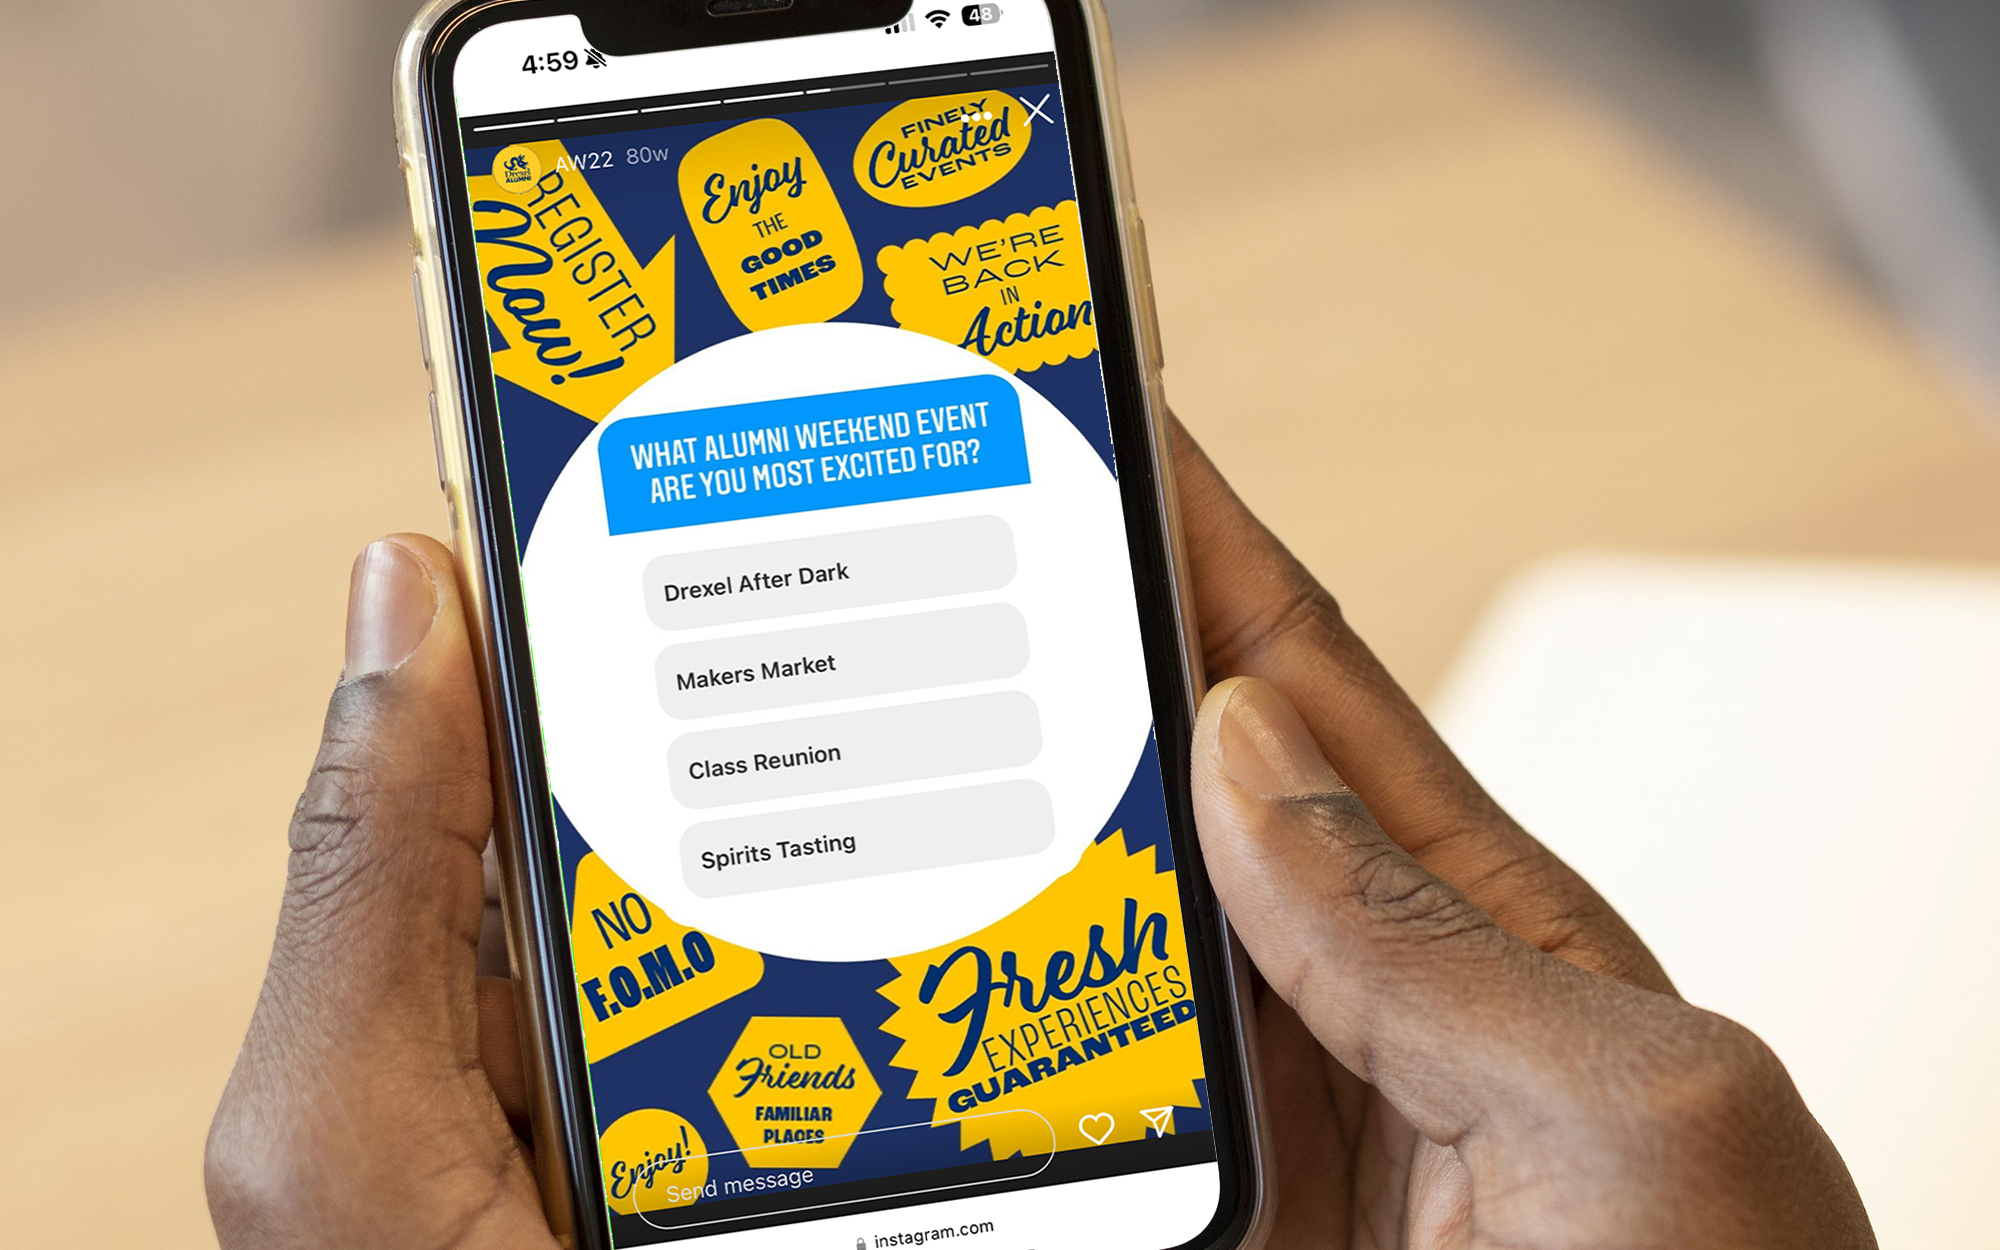 4:59
48
Drexel
ALUMNI
AW22 80w
REGISTER
Now!
Enjoy
THE
GOOD
TIMES
FINELY
Curated
EVENTS
WE'RE
BACK
IN
Action
WHAT ALUMNI WEEKEND EVENT
ARE YOU MOST EXCITED FOR?
Drexel After Dark
Makers Market
Class Reunion
Spirits Tasting
NO
F.O.M.O
Fresh
EXPERIENCES
GUARANTEED
OLD
Friends
FAMILIAR
PLACES
Enjoy!
Send message
instagram.com